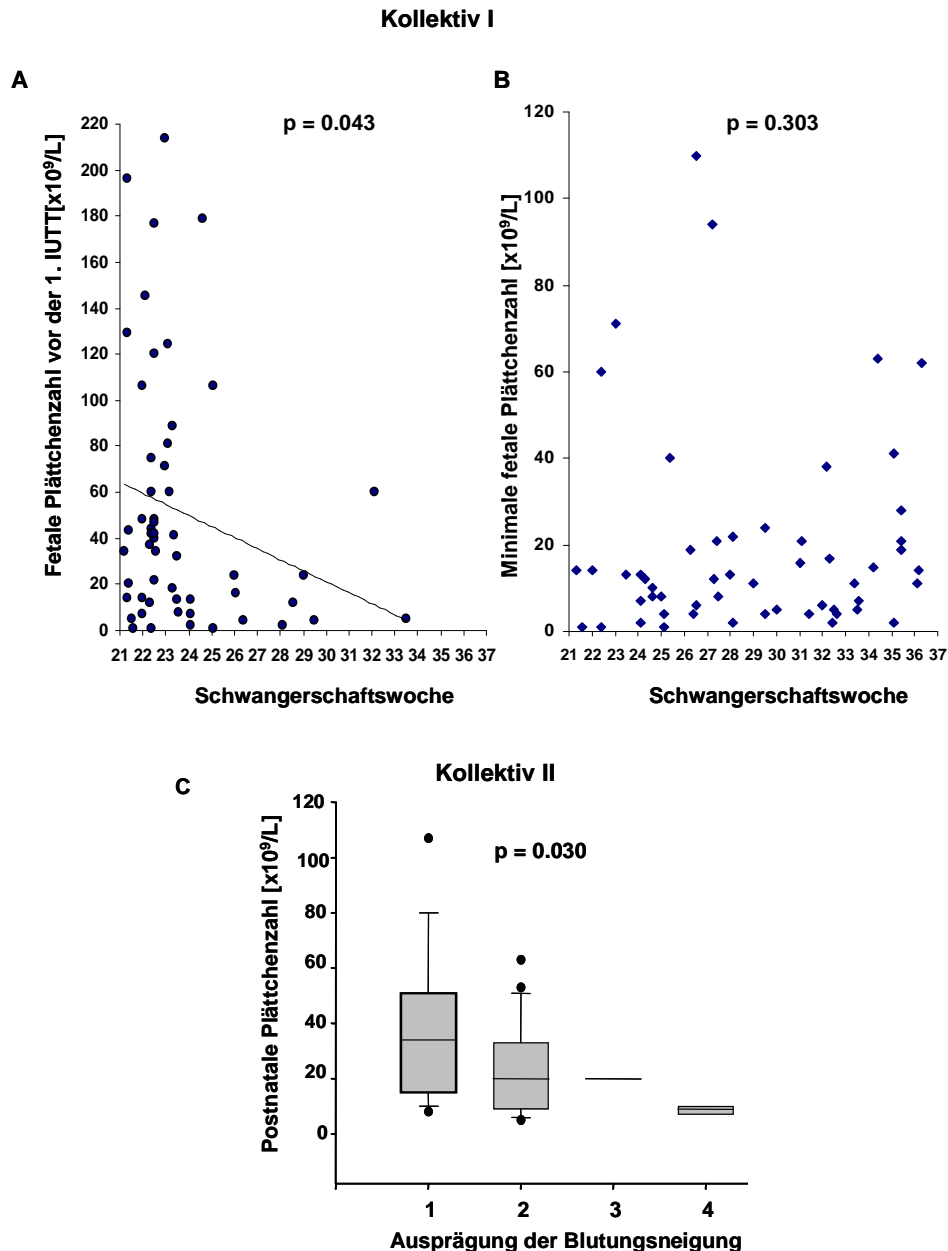 Kollektiv I
A
p = 0.043
Fetale Plättchenzahl vor der 1. IUTT[x10⁹/L]
220
200
180
160
140
120
100
80
60
40
20
0
21 22 23 24 25 26 27 28 29 30 31 32 33 34 35 36 37
Schwangerschaftswoche
B
p = 0.303
Minimale fetale Plättchenzahl [x10⁹/L]
120
100
80
60
40
20
0
21 22 23 24 25 26 27 28 29 30 31 32 33 34 35 36 37
Schwangerschaftswoche
Kollektiv II
C
p = 0.030
Postnatale Plättchenzahl [x10⁹/L]
120
100
80
60
40
20
0
1 2 3 4
Ausprägung der Blutungsneigung